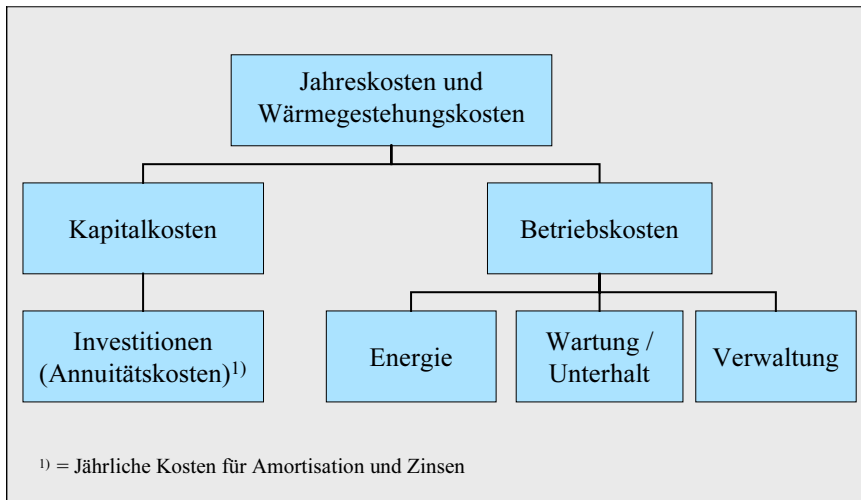 Jahreskosten und
Wärmegestehungskosten
Kapitalkosten
Betriebskosten
Investitionen
(Annuitätskosten)1)
Energie
Wartung /
Unterhalt
Verwaltung
1) = Jährliche Kosten für Amortisation und Zinsen